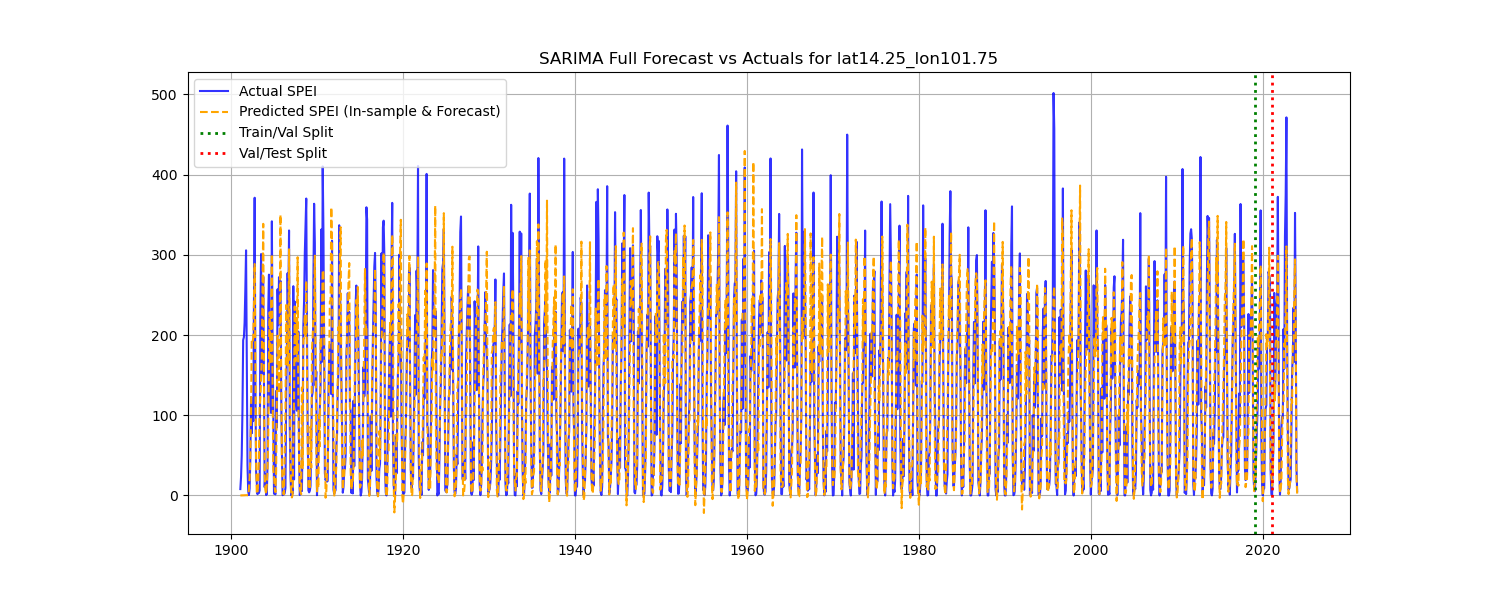 SARIMA Full Forecast vs Actuals for lat14.25_lon101.75
Actual SPEI
Predicted SPEI (In-sample & Forecast)
Train/Val Split
Val/Test Split
500
400
300
200
100
0
1900 1920 1940 1960 1980 2000 2020